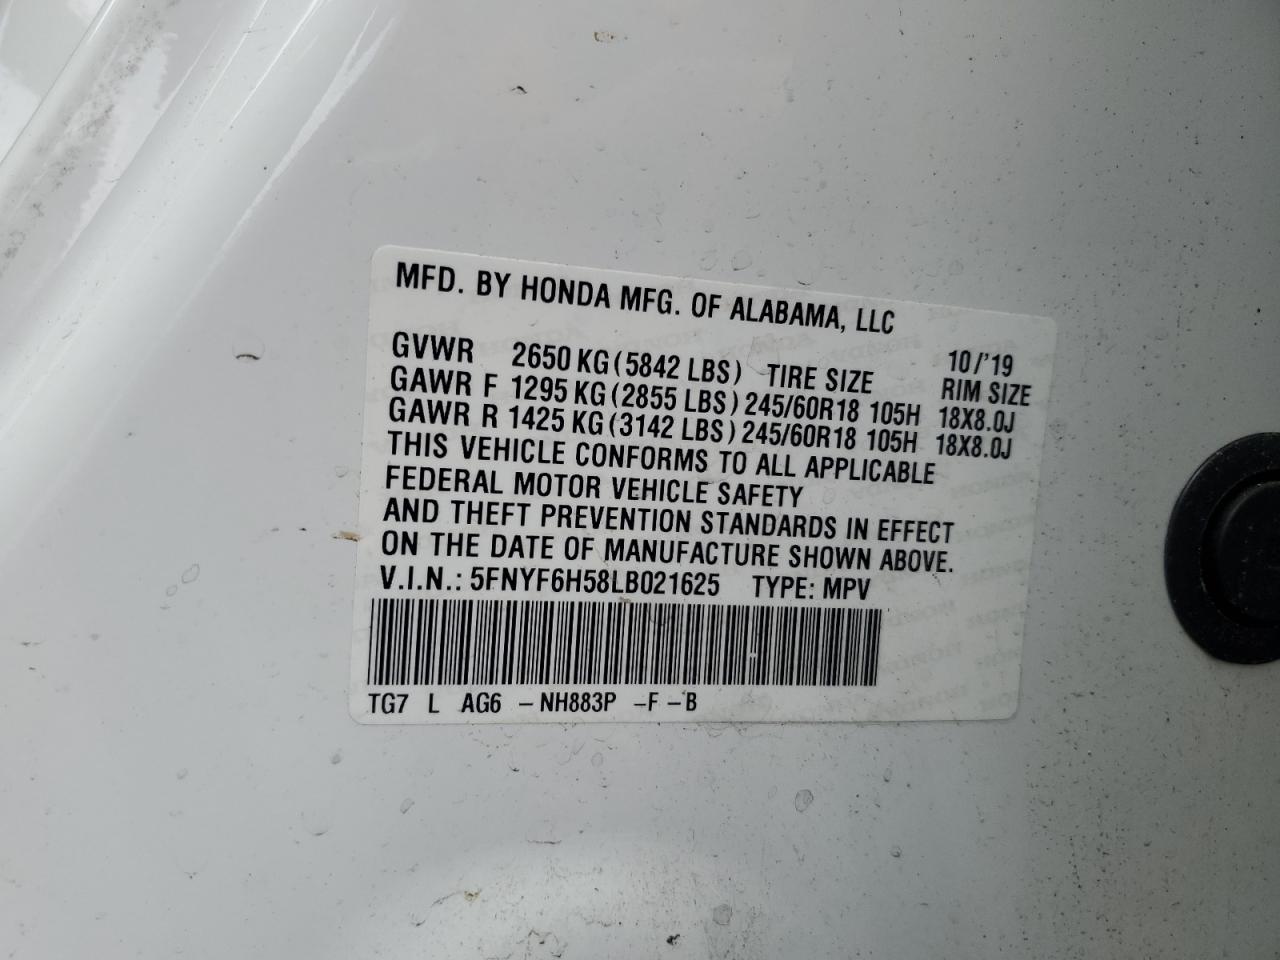 MFD. BY HONDA MFG. OF ALABAMA, LLC
10/'19
GVWR 2650 KG (5842 LBS) TIRE SIZE RIM SIZE
GAWR F 1295 KG (2855 LBS) 245/60R18 105H 18X8.0J
GAWR R 1425 KG (3142 LBS) 245/60R18 105H 18X8.0J
THIS VEHICLE CONFORMS TO ALL APPLICABLE
FEDERAL MOTOR VEHICLE SAFETY
AND THEFT PREVENTION STANDARDS IN EFFECT
ON THE DATE OF MANUFACTURE SHOWN ABOVE.
V.I.N.: 5FNYF6H58LB021625 TYPE: MPV
TG7 L AG6 -NH883P -F -B